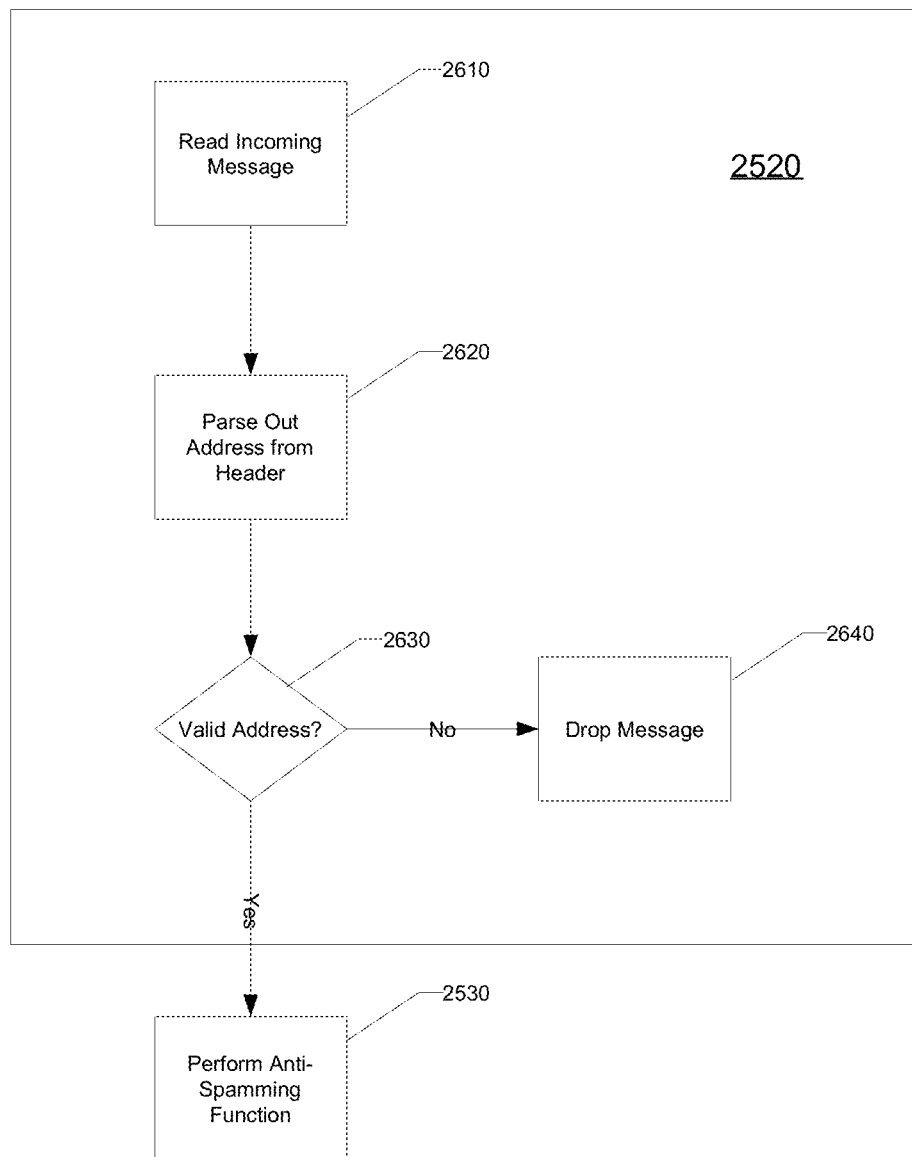 2610
Read Incoming
Message
2520
2620
Parse Out
Address from
Header
2630
Valid Address?
No
2640
Drop Message
Yes
2530
Perform Anti-
Spamming
Function